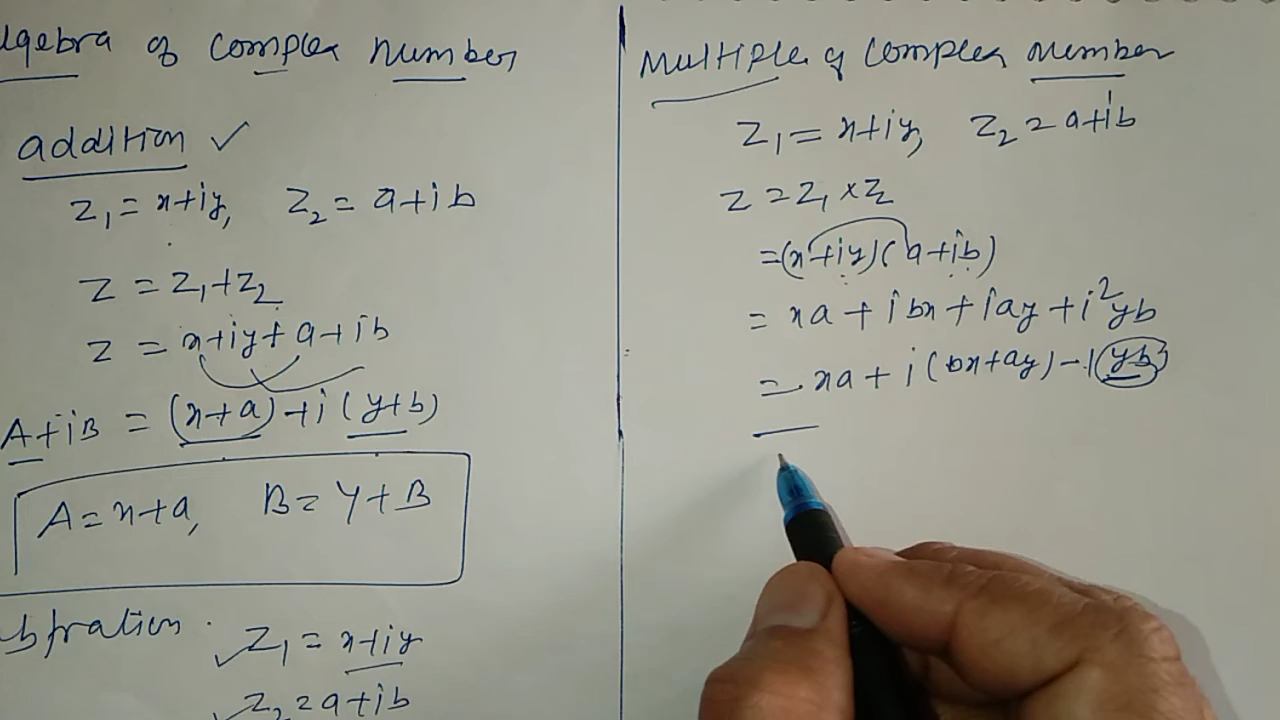 lgebra of complex number
addition ✓
z₁ = x+iy, z₂ = a+ib
z = z₁+z₂
z = x+iy+a+ib
A+iB = (x+a)+i(y+b)
A=x+a, B=Y+B
bfration.
✓z₁ = x+iy
✓z₂ = a+ib
Multiple of complex number
z₁ = x+iy, z₂ = a+ib
z = z₁×z₂
=(x+iy)(a+ib)
= xa+ibx+iay+i²yb
= xa+i(bx+ay)-1(yb)